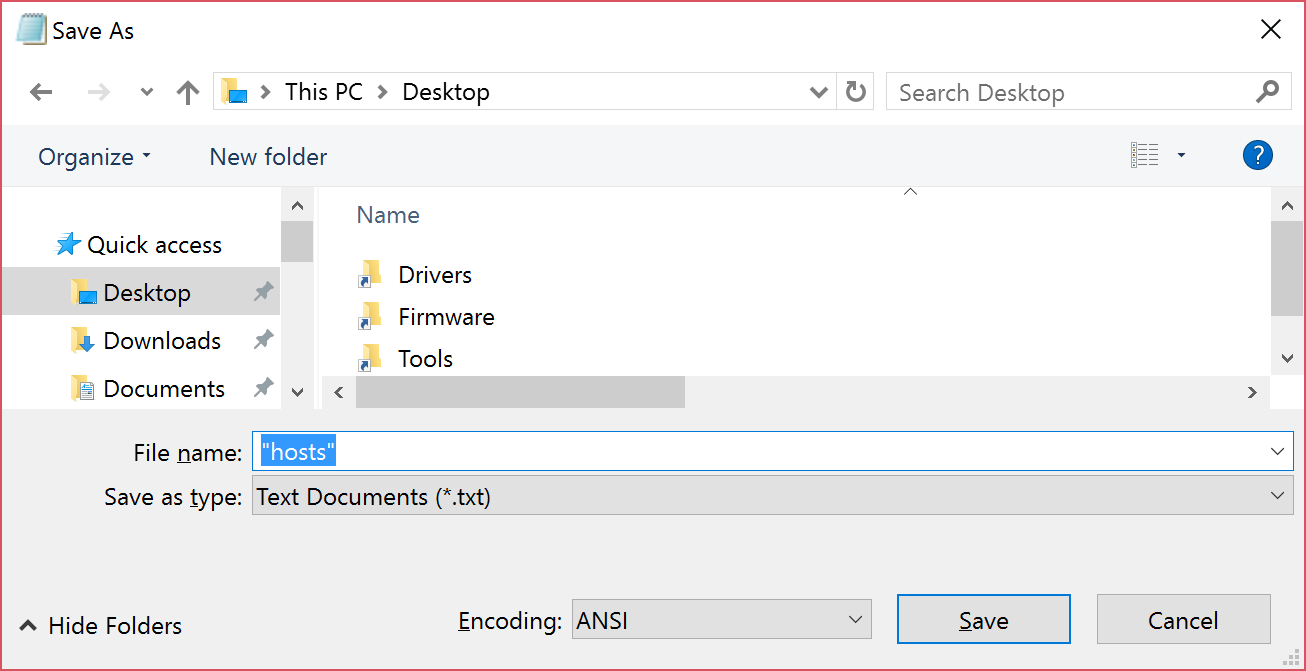 Save As
This PC > Desktop
Search Desktop
Organize
New folder
?
Name
Quick access
Desktop
Downloads
Documents
Drivers
Firmware
Tools
File name: "hosts"
Save as type: Text Documents (*.txt)
Hide Folders
Encoding: ANSI
Save
Cancel